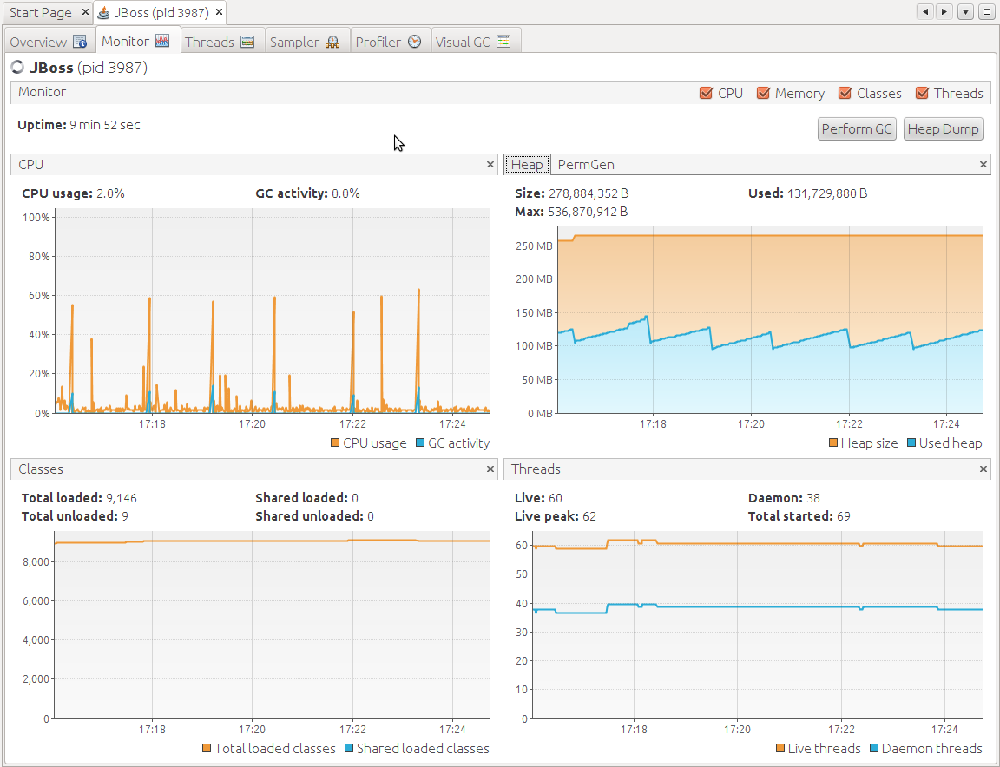 Start Page
JBoss (pid 3987)
Overview Monitor Threads Sampler Profiler Visual GC
JBoss (pid 3987)
Monitor CPU Memory Classes Threads
Uptime: 9 min 52 sec
Perform GC Heap Dump
CPU
CPU usage: 2.0% GC activity: 0.0%
100%
80%
60%
40%
20%
0%
17:18 17:20 17:22 17:24
CPU usage GC activity
Heap PermGen
Size: 278,884,352 B Used: 131,729,880 B
Max: 536,870,912 B
250 MB
200 MB
150 MB
100 MB
50 MB
0 MB
17:18 17:20 17:22 17:24
Heap size Used heap
Classes
Total loaded: 9,146 Shared loaded: 0
Total unloaded: 9 Shared unloaded: 0
8,000
6,000
4,000
2,000
0
17:18 17:20 17:22 17:24
Total loaded classes Shared loaded classes
Threads
Live: 60 Daemon: 38
Live peak: 62 Total started: 69
60
50
40
30
20
10
0
17:18 17:20 17:22 17:24
Live threads Daemon threads